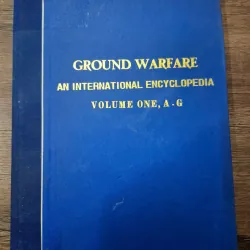 GROUND WARFARE
AN INTERNATIONAL ENCYCLOPEDIA
VOLUME ONE, A-G